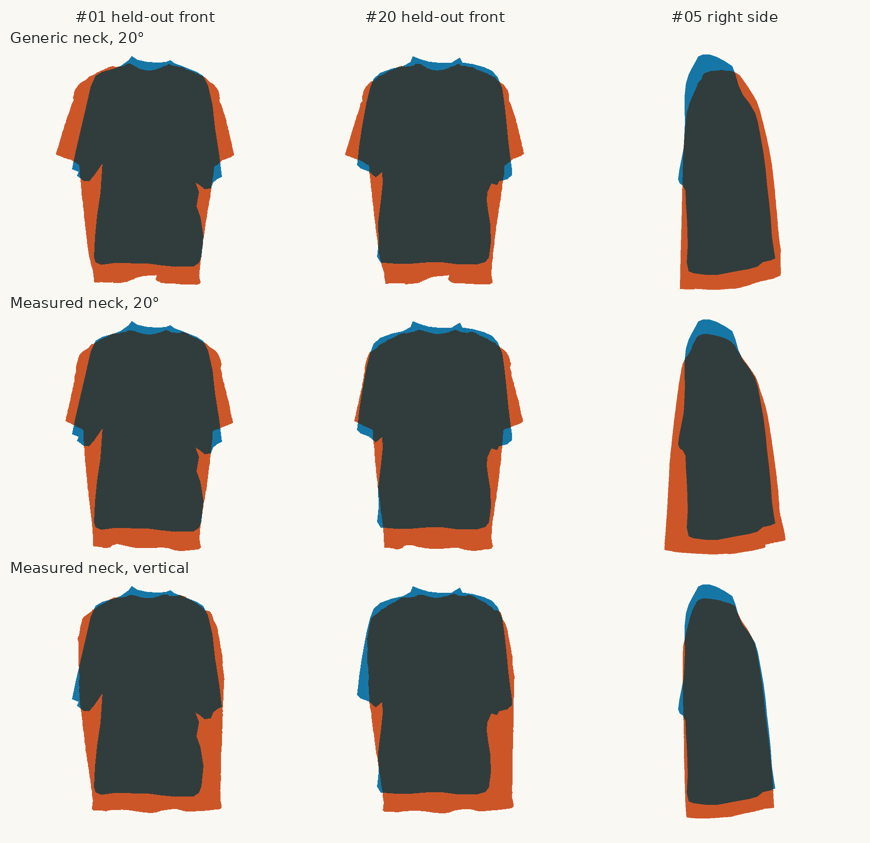 #01 held-out front #20 held-out front #05 right side
Generic neck, 20°
Measured neck, 20°
Measured neck, vertical